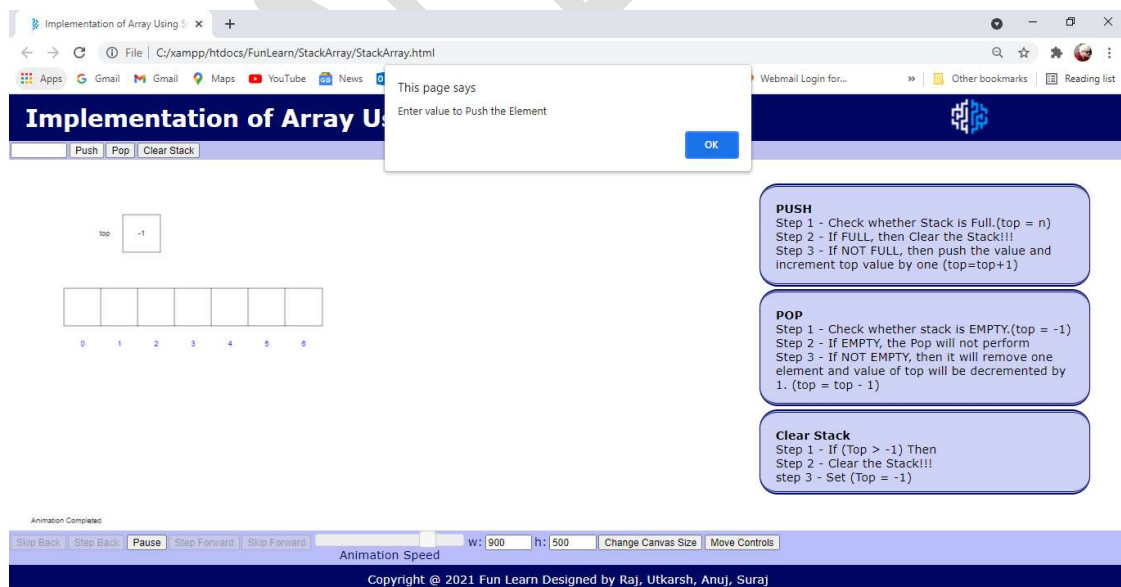 Implementation of Array Using S
File | C:/xampp/htdocs/FunLearn/StackArray/StackArray.html
Apps Gmail Gmail Maps YouTube News Webmail Login for... » Other bookmarks Reading list
This page says
Enter value to Push the Element
OK
Implementation of Array U
Push Pop Clear Stack
top -1
0 1 2 3 4 5 6
PUSH
Step 1 - Check whether Stack is Full.(top = n)
Step 2 - If FULL, then Clear the Stack!!!
Step 3 - If NOT FULL, then push the value and
increment top value by one (top=top+1)
POP
Step 1 - Check whether stack is EMPTY.(top = -1)
Step 2 - If EMPTY, the Pop will not perform
Step 3 - If NOT EMPTY, then it will remove one
element and value of top will be decremented by
1. (top = top - 1)
Clear Stack
Step 1 - If (Top > -1) Then
Step 2 - Clear the Stack!!!
step 3 - Set (Top = -1)
Animation Completed
Skip Back Step Back Pause Step Forward Skip Forward w: 900 h: 500 Change Canvas Size Move Controls
Animation Speed
Copyright @ 2021 Fun Learn Designed by Raj, Utkarsh, Anuj, Suraj